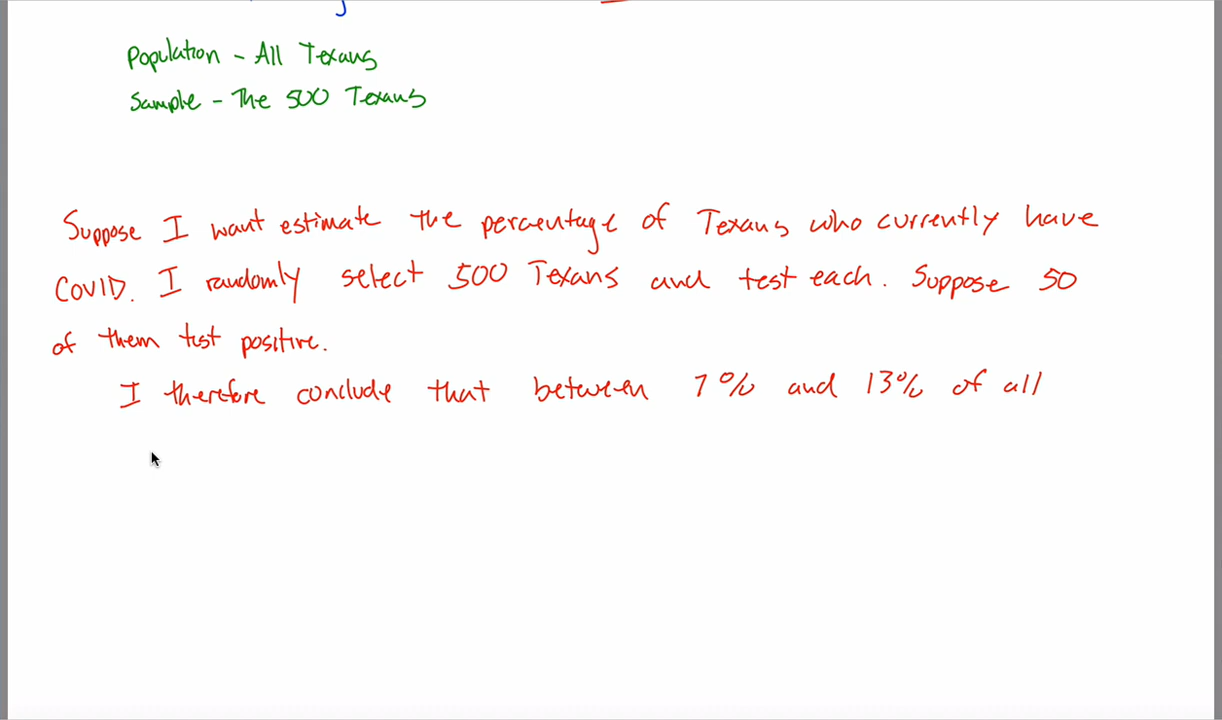 Population - All Texans
Sample - The 500 Texans
Suppose I want estimate the percentage of Texans who currently have
COVID. I randomly select 500 Texans and test each. Suppose 50
of them test positive.
I therefore conclude that between 7% and 13% of all